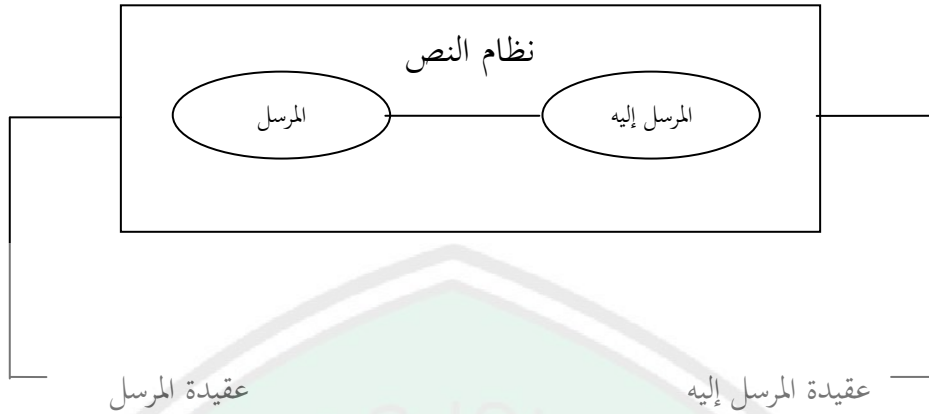 نظام النص
المرسل إليه
المرسل
عقيدة المرسل إليه
عقيدة المرسل